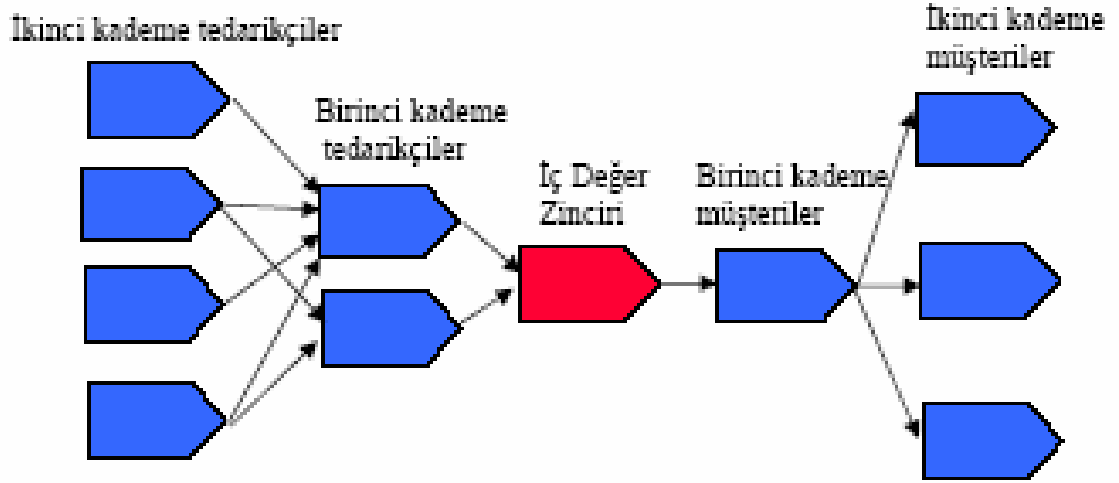 İkinci kademe tedarikçiler
Birinci kademe
tedarikçiler
İç Değer
Zinciri
Birinci kademe
müşteriler
İkinci kademe
müşteriler